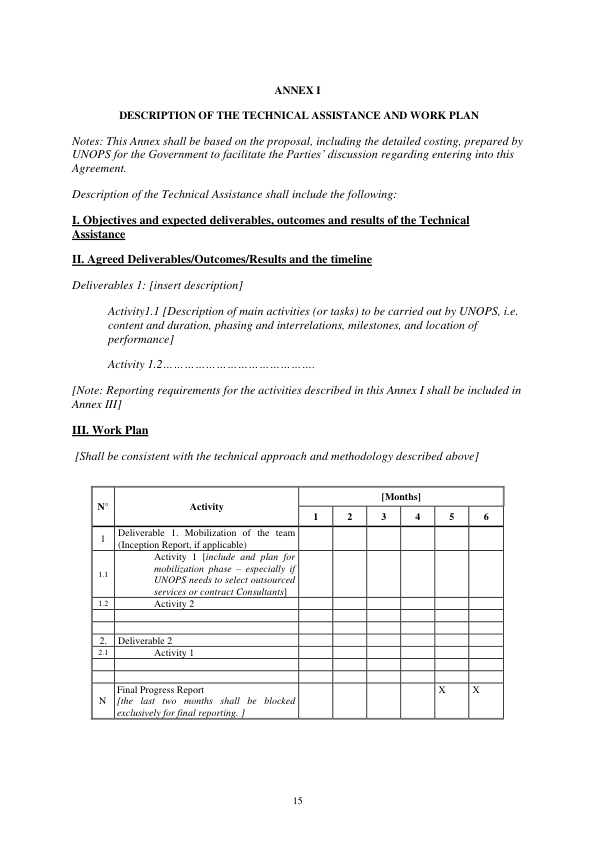 ANNEX I
DESCRIPTION OF THE TECHNICAL ASSISTANCE AND WORK PLAN
Notes: This Annex shall be based on the proposal, including the detailed costing, prepared by
UNOPS for the Government to facilitate the Parties' discussion regarding entering into this
Agreement.
Description of the Technical Assistance shall include the following:
I. Objectives and expected deliverables, outcomes and results of the Technical
Assistance
II. Agreed Deliverables/Outcomes/Results and the timeline
Deliverables 1: [insert description]
Activity1.1 [Description of main activities (or tasks) to be carried out by UNOPS, i.e.
content and duration, phasing and interrelations, milestones, and location of
performance]
Activity 1.2………………………………….
[Note: Reporting requirements for the activities described in this Annex I shall be included in
Annex III]
III. Work Plan
[Shall be consistent with the technical approach and methodology described above]
N° Activity [Months]
1 2 3 4 5 6
1 Deliverable 1. Mobilization of the team
(Inception Report, if applicable)
1.1 Activity 1 [include and plan for
mobilization phase – especially if
UNOPS needs to select outsourced
services or contract Consultants]
1.2 Activity 2
2. Deliverable 2
2.1 Activity 1
N Final Progress Report X X
[the last two months shall be blocked
exclusively for final reporting. ]
15